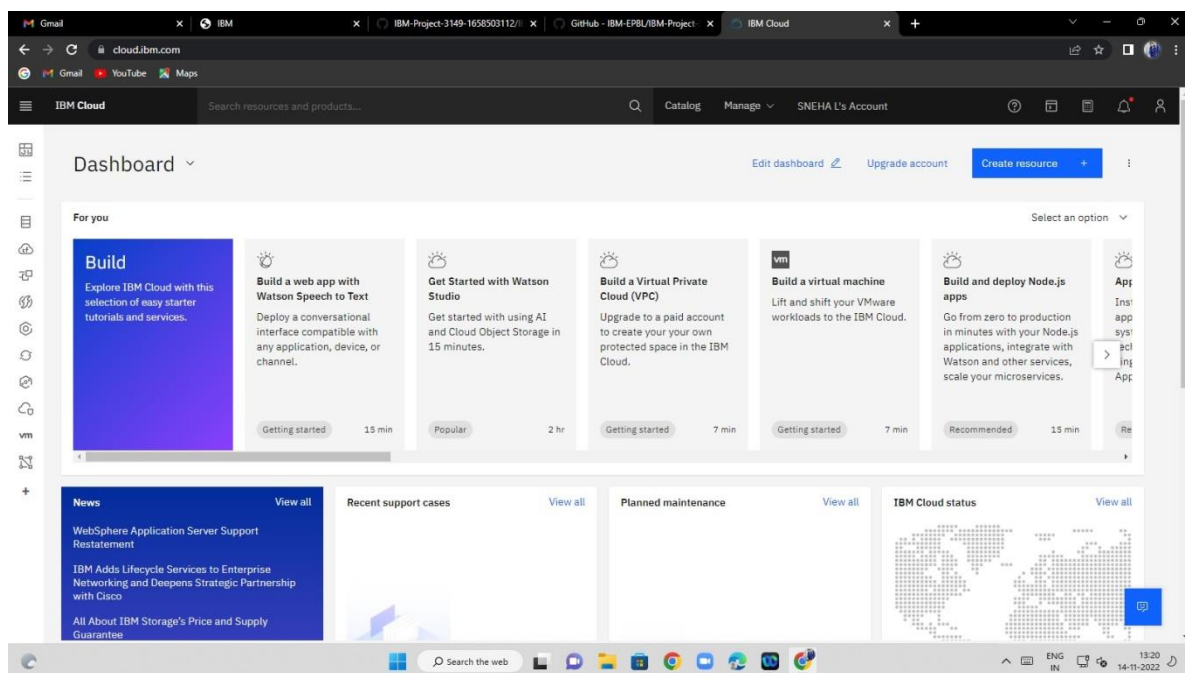 Gmail
IBM
IBM-Project-3149-1658503112/
GitHub - IBM-EPBL/IBM-Project-
IBM Cloud
cloud.ibm.com
Gmail YouTube Maps
IBM Cloud
Search resources and products...
Catalog
Manage
SNEHA L's Account
Dashboard
Edit dashboard
Upgrade account
Create resource +
For you
Select an option
Build
Explore IBM Cloud with this
selection of easy starter
tutorials and services.
Build a web app with
Watson Speech to Text
Deploy a conversational
interface compatible with
any application, device, or
channel.
Getting started 15 min
Get Started with Watson
Studio
Get started with using AI
and Cloud Object Storage in
15 minutes.
Popular 2 hr
Build a Virtual Private
Cloud (VPC)
Upgrade to a paid account
to create your your own
protected space in the IBM
Cloud.
Getting started 7 min
vm
Build a virtual machine
Lift and shift your VMware
workloads to the IBM Cloud.
Getting started 7 min
Build and deploy Node.js
apps
Go from zero to production
in minutes with your Node.js
applications, integrate with
Watson and other services,
scale your microservices.
Recommended 15 min
App
app
syst
App
Re
vm
News View all
WebSphere Application Server Support
Restatement
IBM Adds Lifecycle Services to Enterprise
Networking and Deepens Strategic Partnership
with Cisco
All About IBM Storage's Price and Supply
Guarantee
Recent support cases View all
Planned maintenance View all
IBM Cloud status View all
Search the web
ENG
IN
13:20
14-11-2022